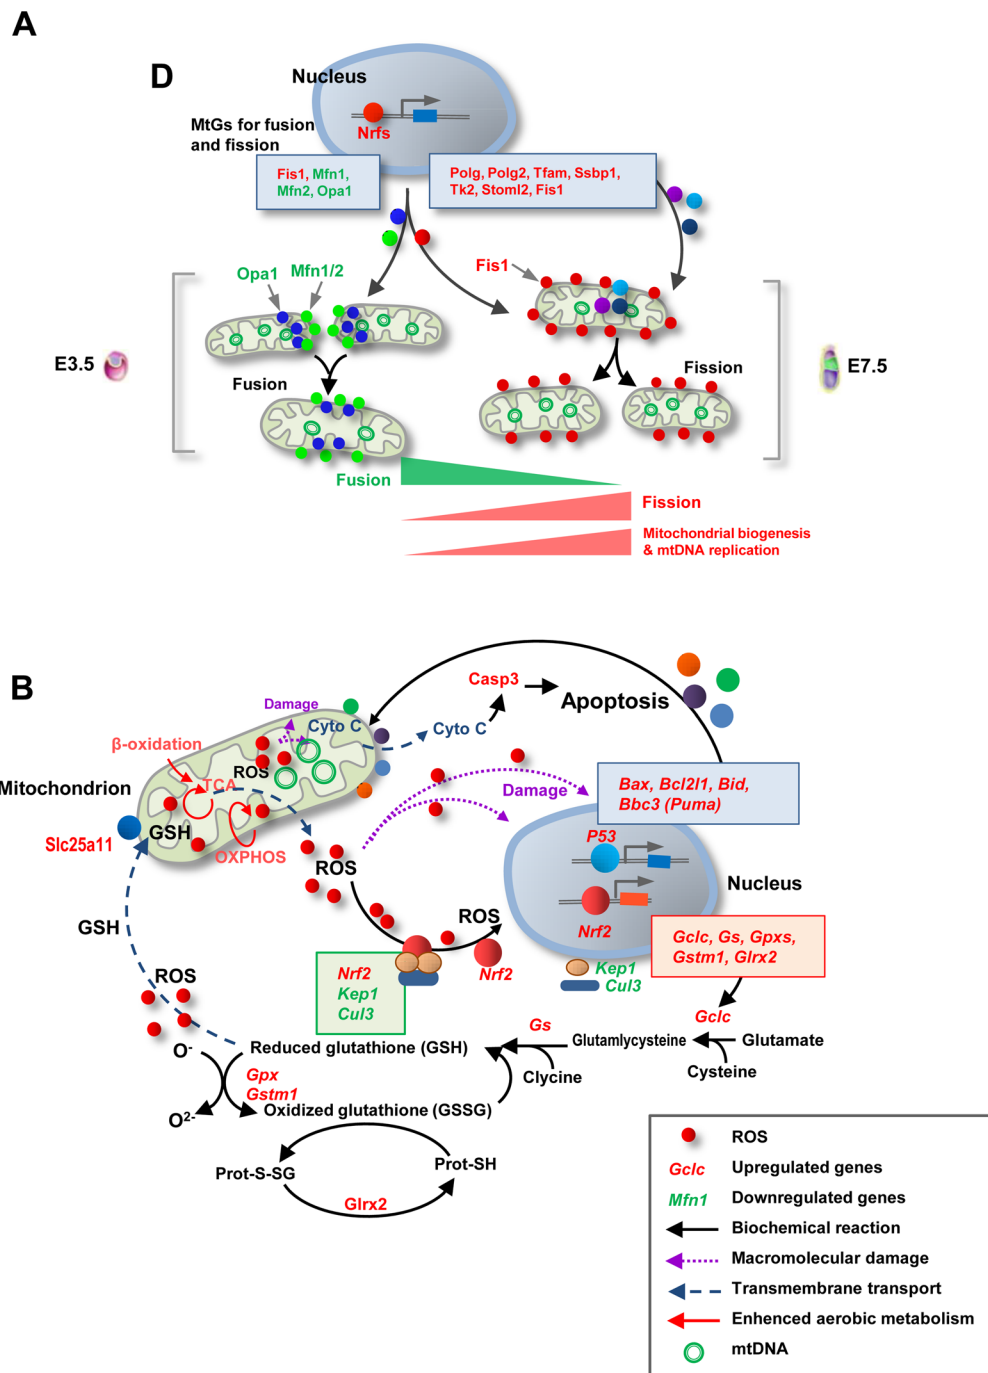 A
D
Nucleus
MtGs for fusion
and fission
Nrfs
Fis1, Mfn1,
Mfn2, Opa1
Polg, Polg2, Tfam, Ssbp1,
Tk2, Stoml2, Fis1
Opa1
Mfn1/2
Fis1
E3.5
Fusion
Fission
E7.5
Fusion
Fission
Mitochondrial biogenesis
& mtDNA replication
B
Casp3
Apoptosis
Damage
Cyto C
Cyto C
β-oxidation
ROS
TCA
Mitochondrion
Damage
Bax, Bcl2l1, Bid,
Bbc3 (Puma)
GSH
Slc25a11
OXPHOS
P53
ROS
Nucleus
Nrf2
GSH
ROS
Gclc, Gs, Gpxs,
Gstm1, Glrx2
Nrf2
Kep1
Cul3
Nrf2
Kep1
Cul3
ROS
Gclc
Gs
O-
Reduced glutathione (GSH)
Glutamlycysteine
Glutamate
Clycine
Cysteine
Gpx
Gstm1
O2-
Oxidized glutathione (GSSG)
Prot-S-SG
Prot-SH
Glrx2
ROS
Gclc
Upregulated genes
Mfn1
Downregulated genes
Biochemical reaction
Macromolecular damage
Transmembrane transport
Enhenced aerobic metabolism
mtDNA